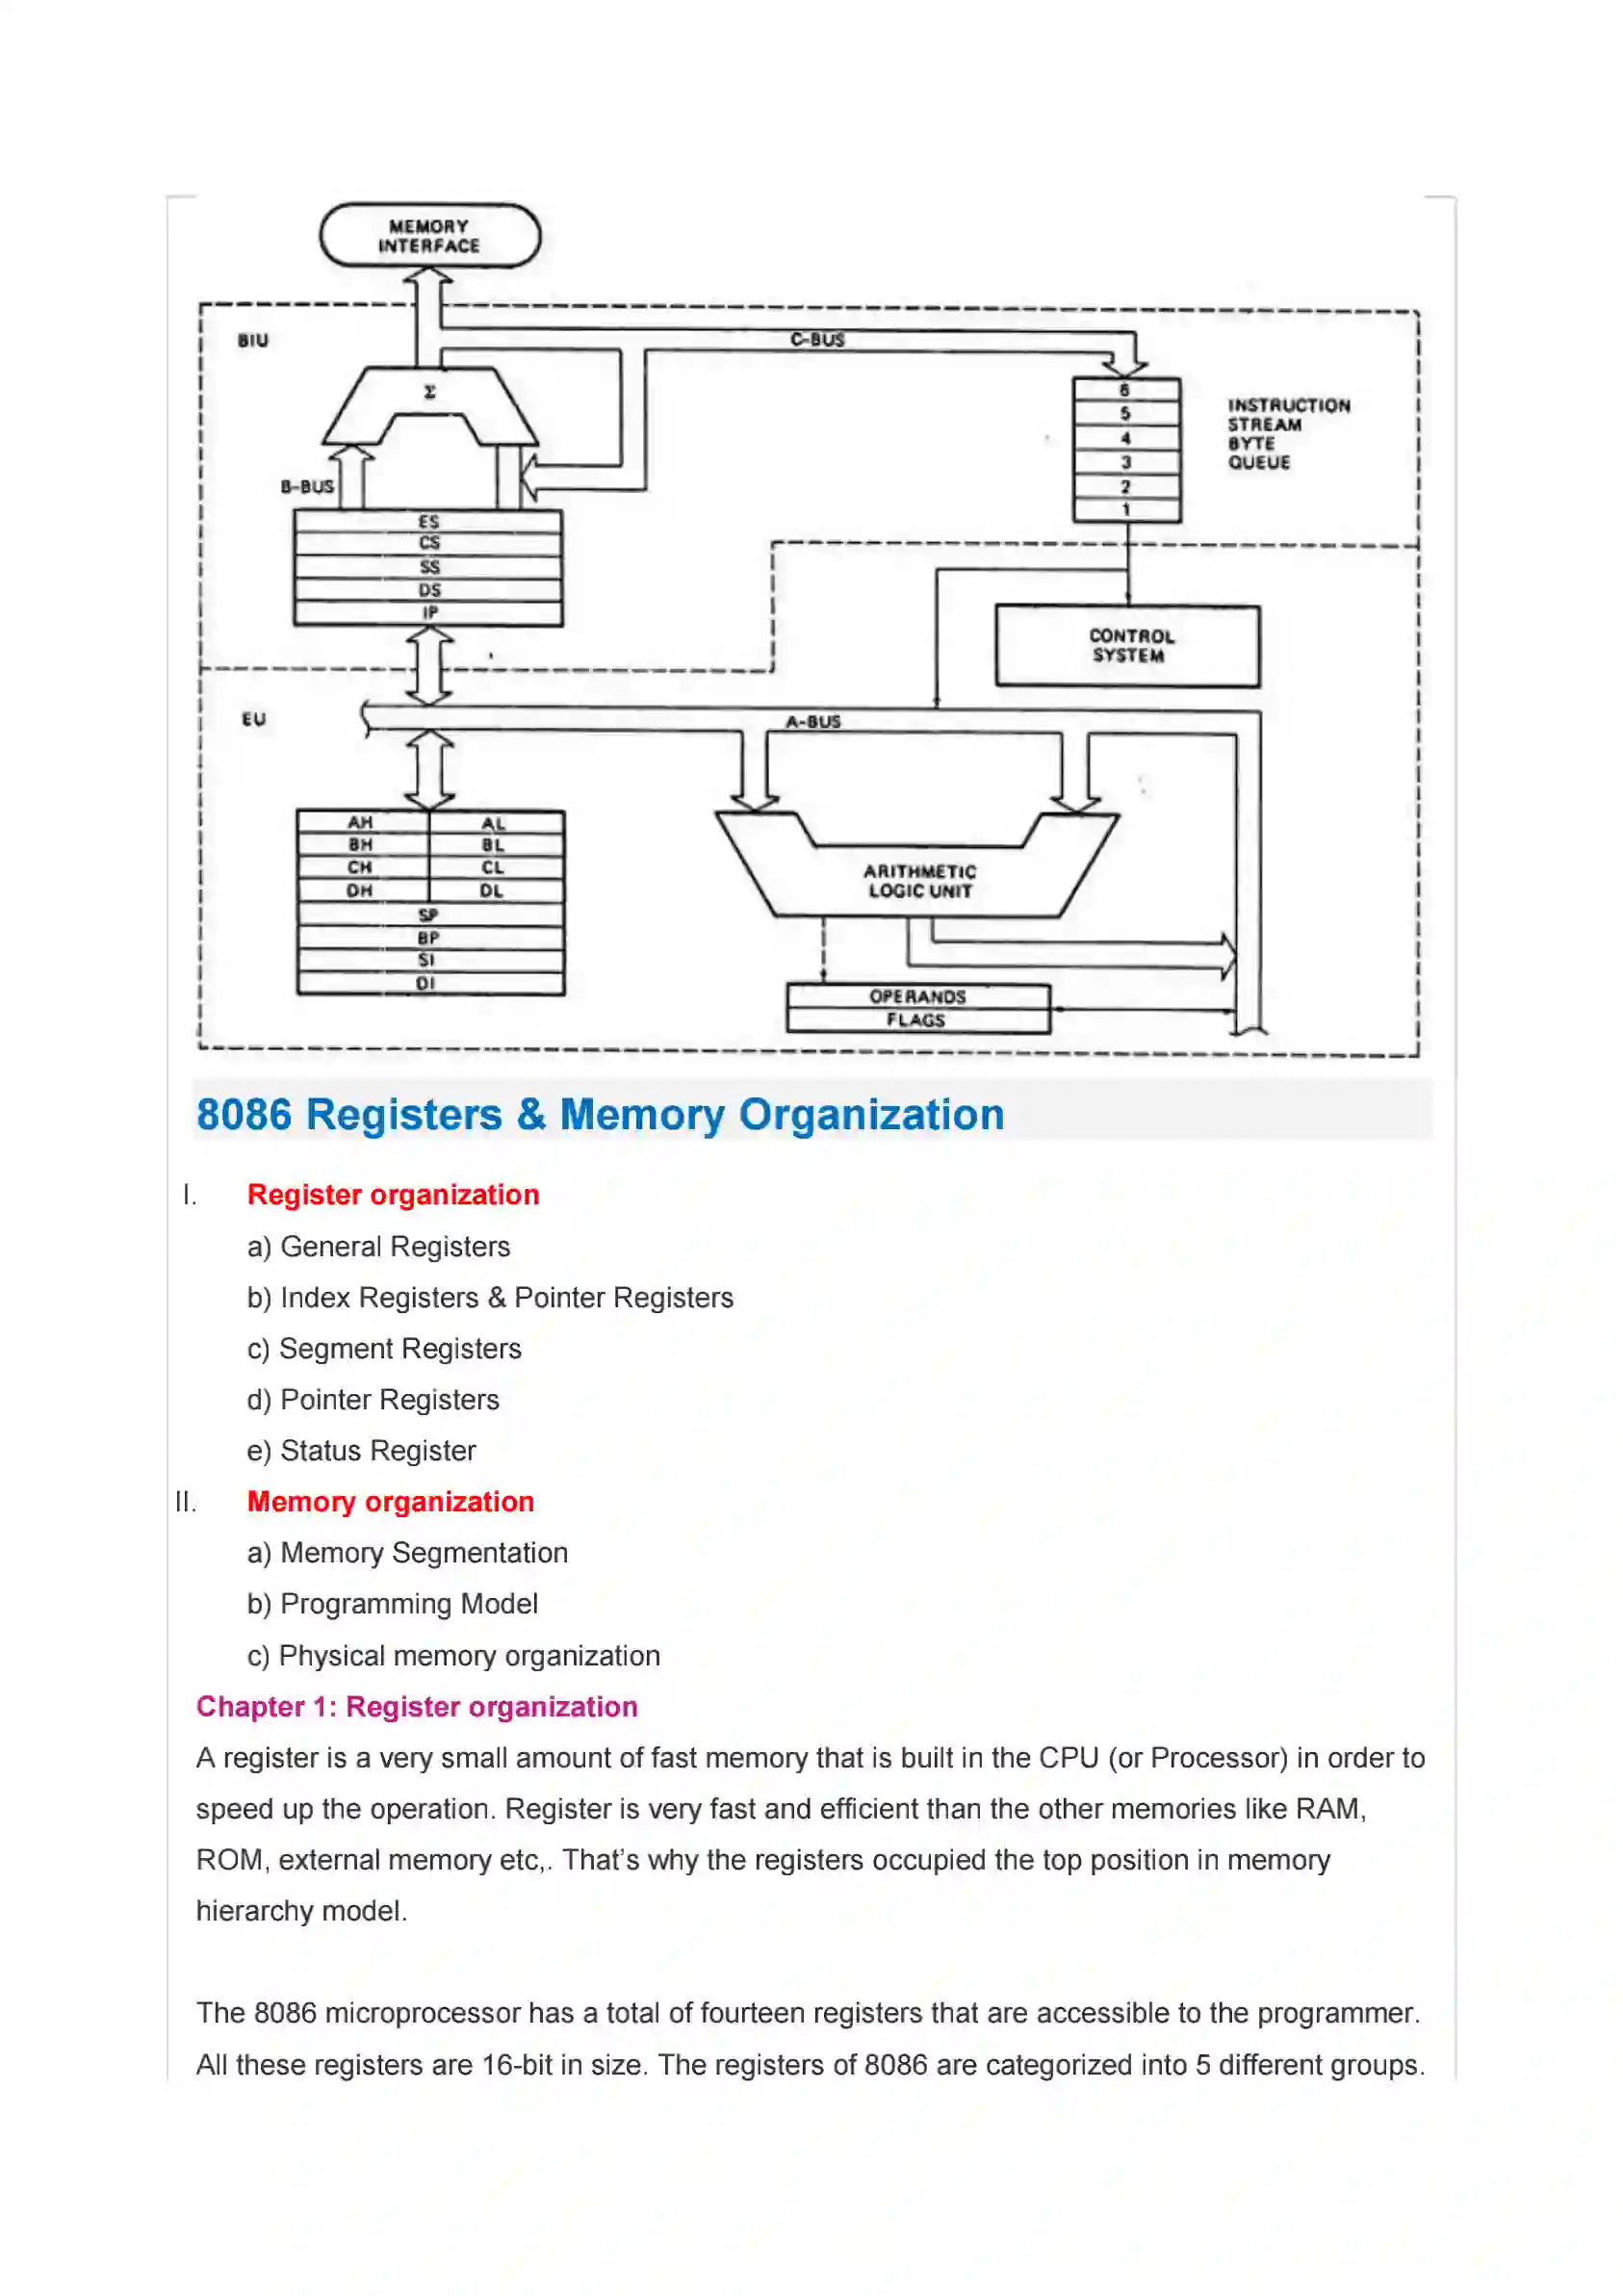 MEMORY
INTERFACE
BIU
C-BUS
Σ
6
5
4
3
2
1
INSTRUCTION
STREAM
BYTE
QUEUE
B-BUS
ES
CS
SS
DS
IP
CONTROL
SYSTEM
EU
A-BUS
AH AL
BH BL
CH CL
DH DL
SP
BP
SI
DI
ARITHMETIC
LOGIC UNIT
OPERANDS
FLAGS
8086 Registers & Memory Organization
I. Register organization
a) General Registers
b) Index Registers & Pointer Registers
c) Segment Registers
d) Pointer Registers
e) Status Register
II. Memory organization
a) Memory Segmentation
b) Programming Model
c) Physical memory organization
Chapter 1: Register organization
A register is a very small amount of fast memory that is built in the CPU (or Processor) in order to
speed up the operation. Register is very fast and efficient than the other memories like RAM,
ROM, external memory etc,. That’s why the registers occupied the top position in memory
hierarchy model.
The 8086 microprocessor has a total of fourteen registers that are accessible to the programmer.
All these registers are 16-bit in size. The registers of 8086 are categorized into 5 different groups.